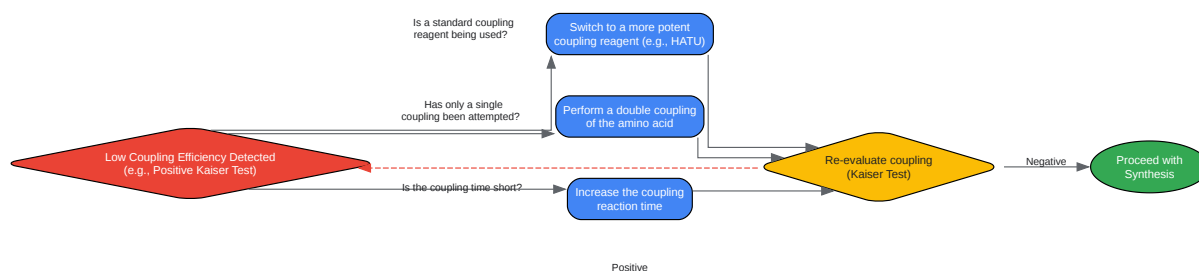 Is a standard coupling
reagent being used?
Switch to a more potent
coupling reagent (e.g., HATU)
Has only a single
coupling been attempted?
Perform a double coupling
of the amino acid
Low Coupling Efficiency Detected
(e.g., Positive Kaiser Test)
Is the coupling time short?
Increase the coupling
reaction time
Re-evaluate coupling
(Kaiser Test)
Negative
Proceed with
Synthesis
Positive